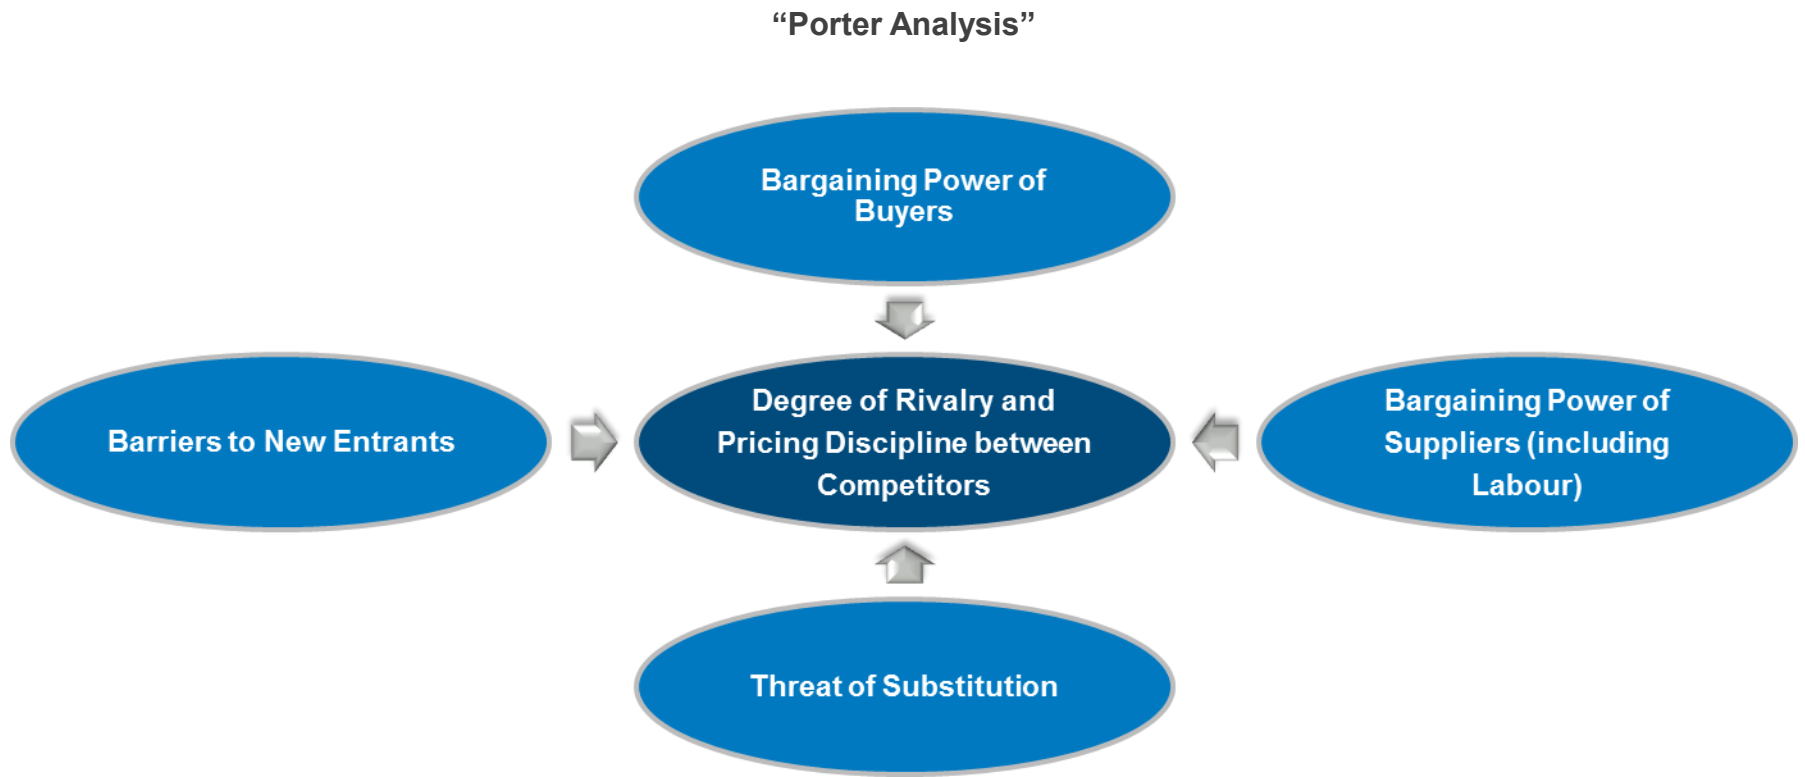 “Porter Analysis”
Bargaining Power of
Buyers
Barriers to New Entrants
Degree of Rivalry and
Pricing Discipline between
Competitors
Bargaining Power of
Suppliers (including
Labour)
Threat of Substitution